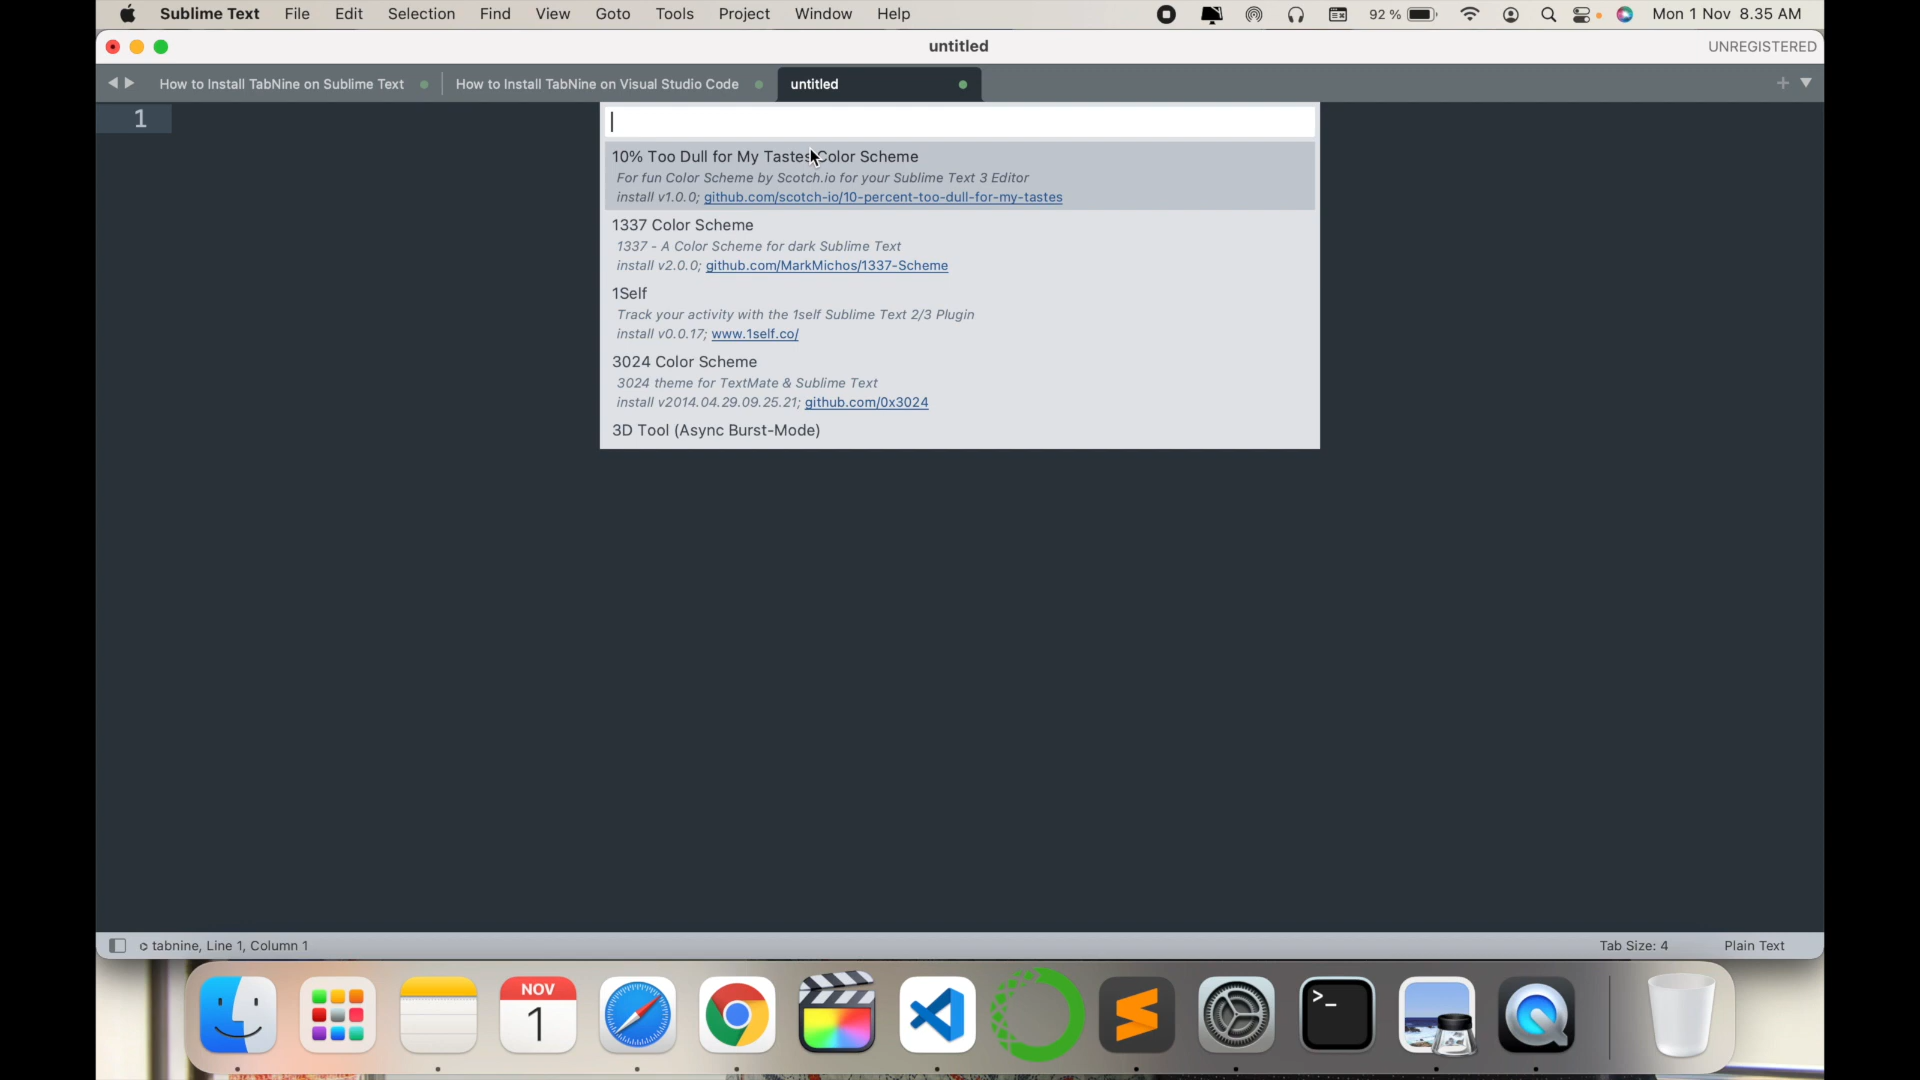 Sublime Text File Edit Selection Find View Goto Tools Project Window Help 92 % Mon 1 Nov 8.35 AM
untitled UNREGISTERED
How to Install TabNine on Sublime Text How to Install TabNine on Visual Studio Code untitled
1
10% Too Dull for My Tastes Color Scheme
For fun Color Scheme by Scotch.io for your Sublime Text 3 Editor
install v1.0.0; github.com/scotch-io/10-percent-too-dull-for-my-tastes
1337 Color Scheme
1337 - A Color Scheme for dark Sublime Text
install v2.0.0; github.com/MarkMichos/1337-Scheme
1Self
Track your activity with the 1self Sublime Text 2/3 Plugin
install v0.0.17; www.1self.co/
3024 Color Scheme
3024 theme for TextMate & Sublime Text
install v2014.04.29.09.25.21; github.com/0x3024
3D Tool (Async Burst-Mode)
tabnine, Line 1, Column 1 Tab Size: 4 Plain Text
NOV
1
>_